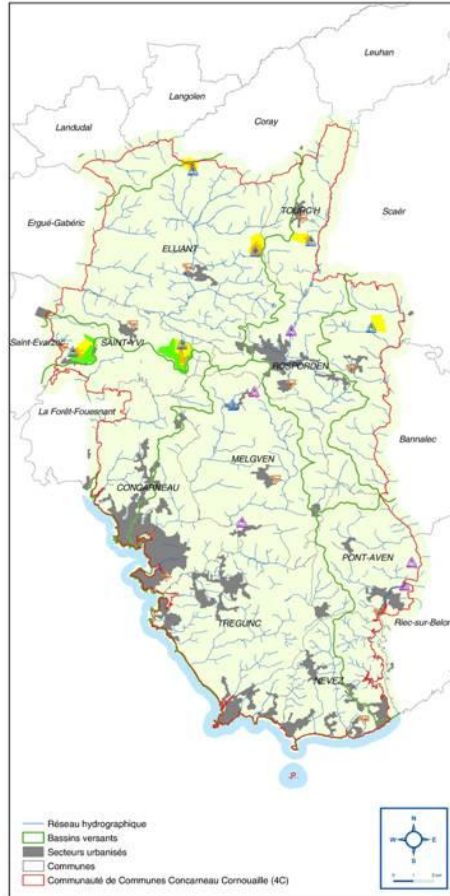 Leuhan
Langolen
Coray
Landudal
TOURC'H
Scaër
Ergué-Gabéric
ELLIANT
Saint-Evarzec
SAINT-YVI
ROSPORDEN
La Forêt-Fouesnant
Bannalec
MELGVEN
CONCARNEAU
PONT-AVEN
TREGUNC
Riec-sur-Belon
NEVEZ
Réseau hydrographique
Bassins versants
Secteurs urbanisés
Communes
Communauté de Communes Concarneau Cornouaille (4C)
N
W
E
S